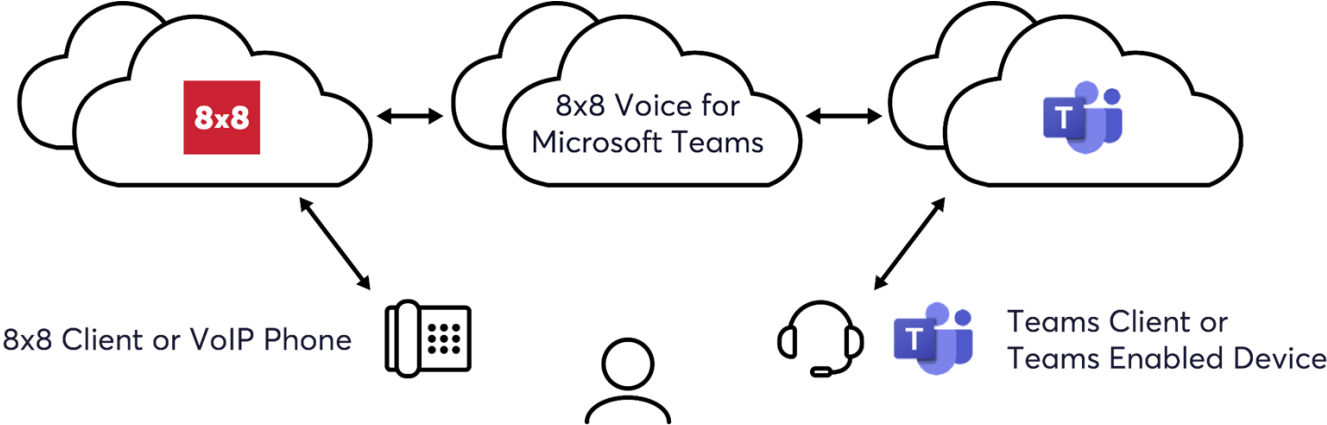 8x8
8x8 Voice for
Microsoft Teams
T
8x8 Client or VoIP Phone
T
Teams Client or
Teams Enabled Device